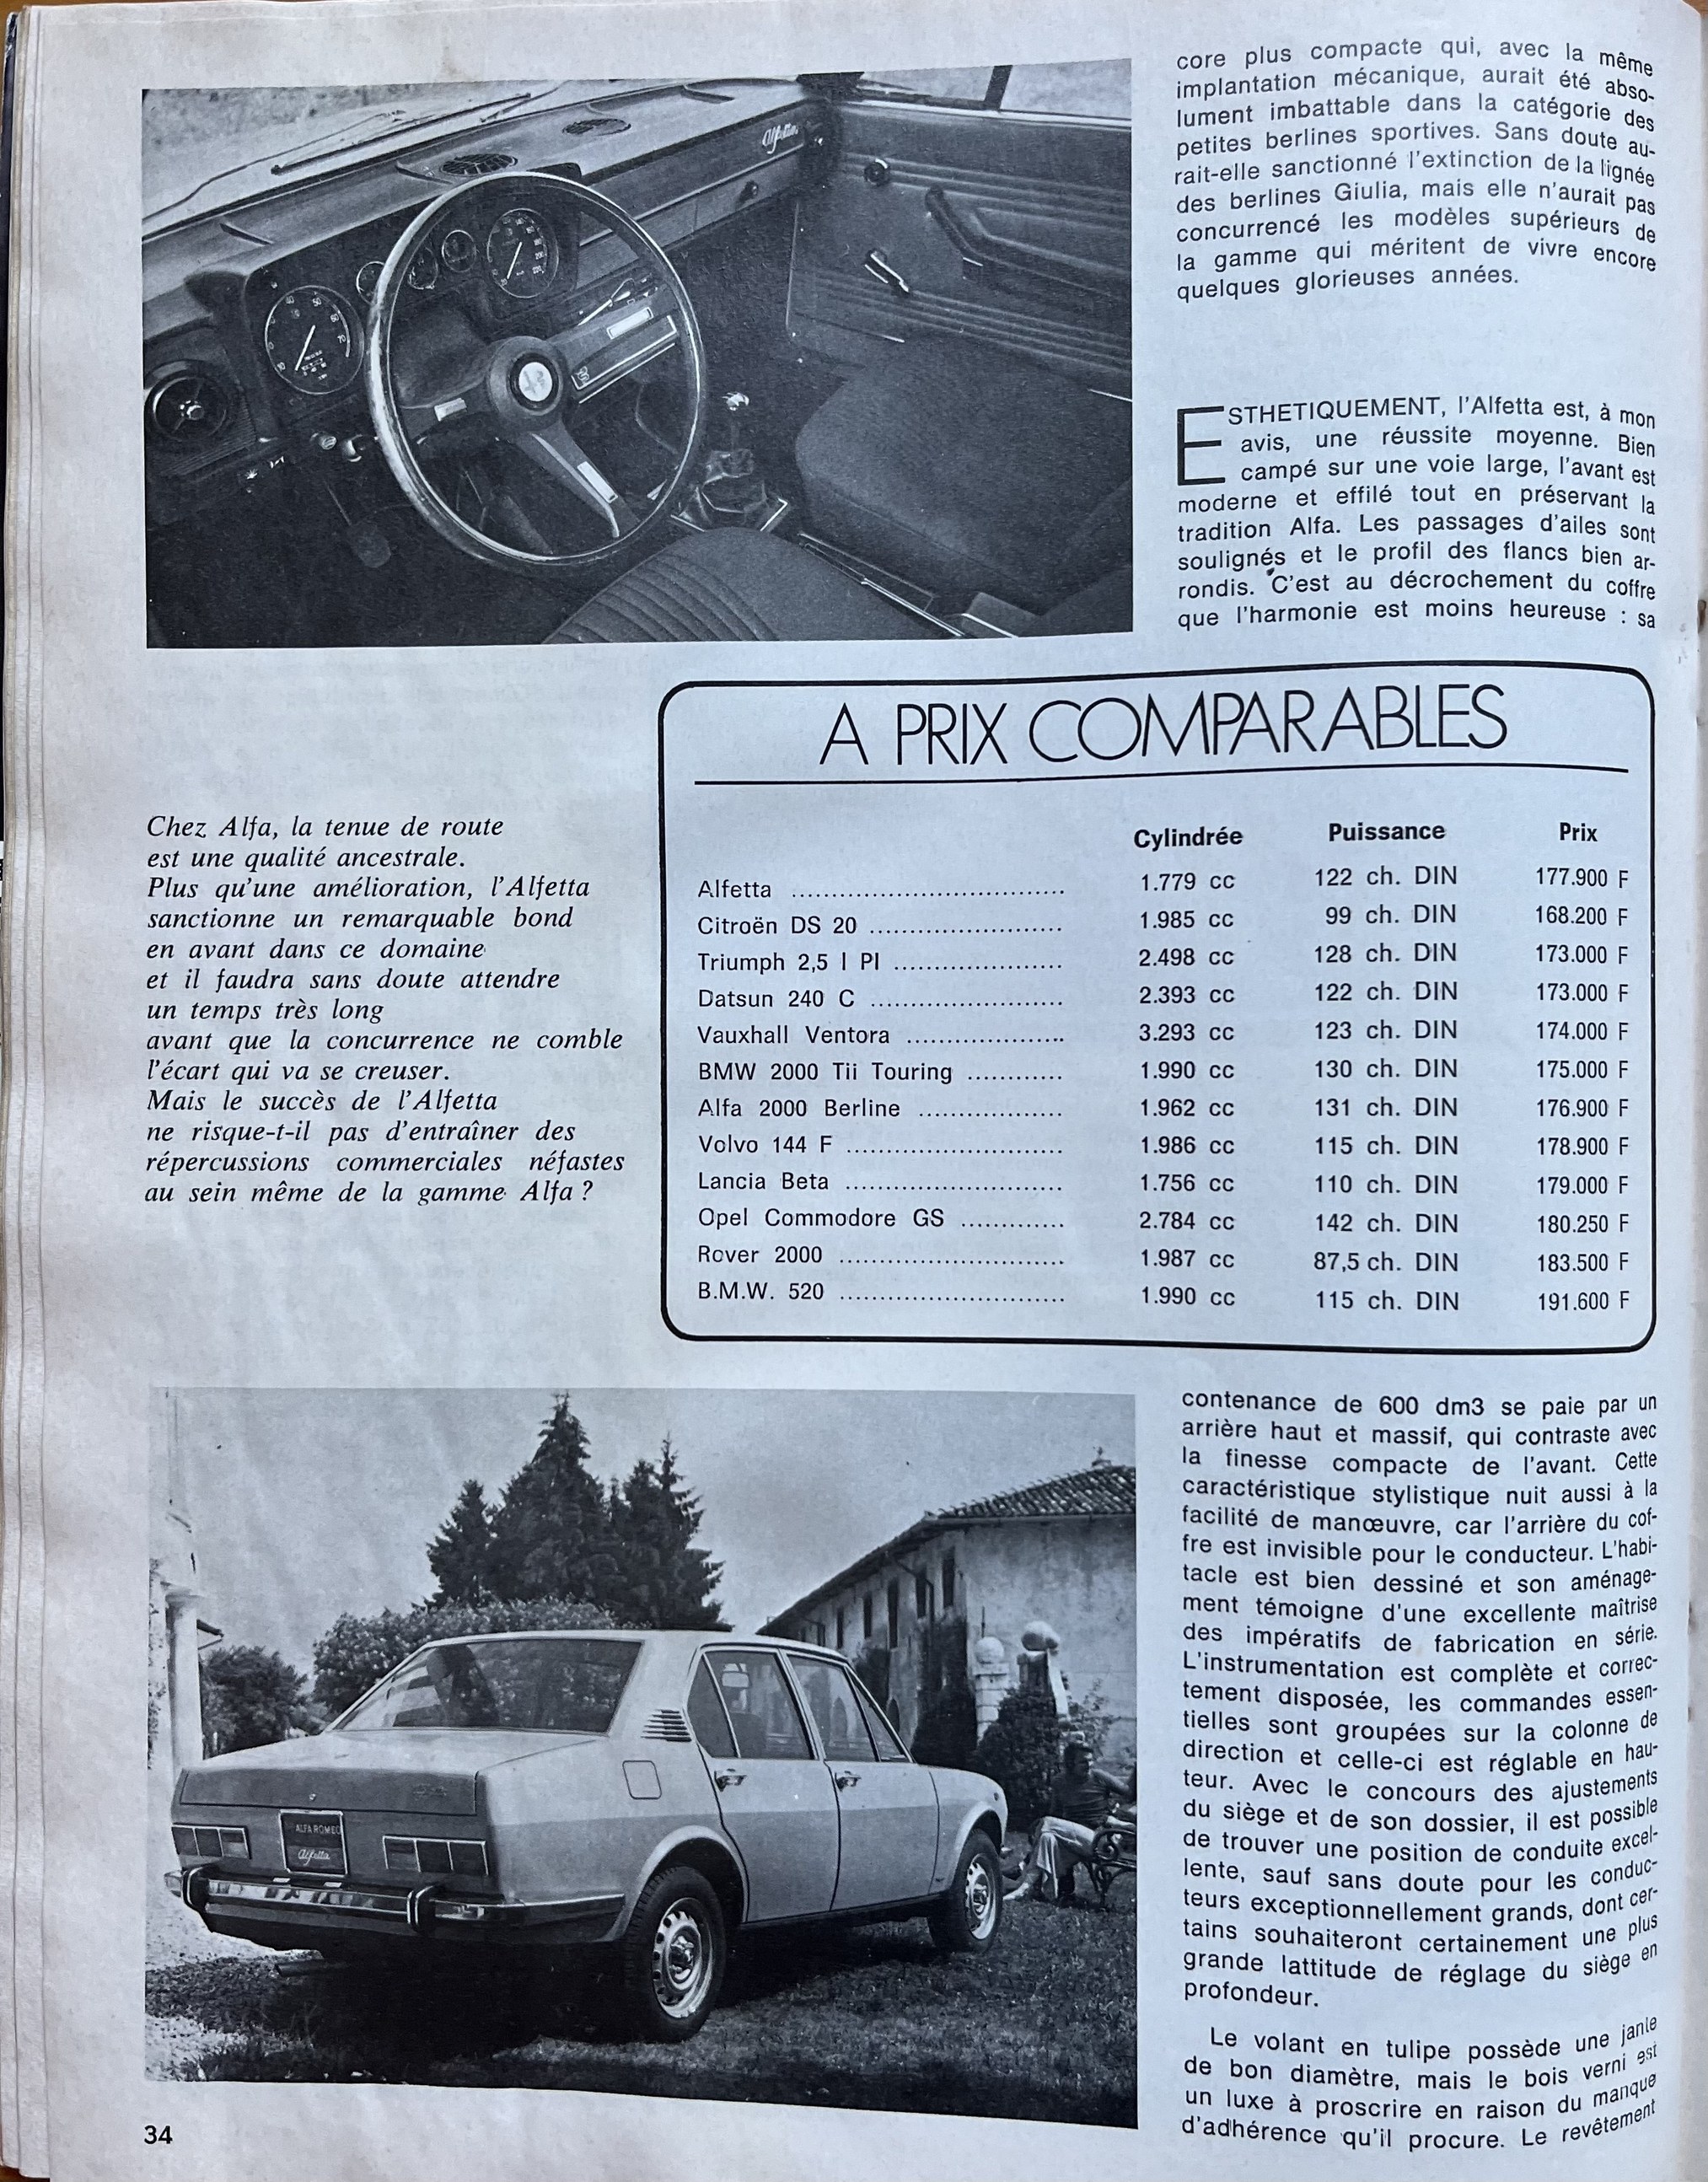 core plus compacte qui, avec la même
implantation mécanique, aurait été abso-
lument imbattable dans la catégorie des
petites berlines sportives. Sans doute au-
rait-elle sanctionné l'extinction de la lignée
des berlines Giulia, mais elle n'aurait pas
concurrencé les modèles supérieurs de
la gamme qui méritent de vivre encore
quelques glorieuses années.
ESTHETIQUEMENT, l'Alfetta est, à mon
avis, une réussite moyenne. Bien
campé sur une voie large, l'avant est
moderne et effilé tout en préservant la
tradition Alfa. Les passages d'ailes sont
soulignés et le profil des flancs bien ar-
rondis. C'est au décrochement du coffre
que l'harmonie est moins heureuse : sa
Alfetta
Chez Alfa, la tenue de route
est une qualité ancestrale.
Plus qu'une amélioration, l'Alfetta
sanctionne un remarquable bond
en avant dans ce domaine
et il faudra sans doute attendre
un temps très long
avant que la concurrence ne comble
l'écart qui va se creuser.
Mais le succès de l'Alfetta
ne risque-t-il pas d'entraîner des
répercussions commerciales néfastes
au sein même de la gamme Alfa ?
A PRIX COMPARABLES
Cylindrée Puissance Prix
Alfetta .................................. 1.779 cc 122 ch. DIN 177.900 F
Citroën DS 20 ........................ 1.985 cc 99 ch. DIN 168.200 F
Triumph 2,5 l PI ..................... 2.498 cc 128 ch. DIN 173.000 F
Datsun 240 C ........................ 2.393 cc 122 ch. DIN 173.000 F
Vauxhall Ventora .................... 3.293 cc 123 ch. DIN 174.000 F
BMW 2000 Tii Touring ............ 1.990 cc 130 ch. DIN 175.000 F
Alfa 2000 Berline .................. 1.962 cc 131 ch. DIN 176.900 F
Volvo 144 F ........................... 1.986 cc 115 ch. DIN 178.900 F
Lancia Beta ........................... 1.756 cc 110 ch. DIN 179.000 F
Opel Commodore GS ............. 2.784 cc 142 ch. DIN 180.250 F
Rover 2000 ............................ 1.987 cc 87,5 ch. DIN 183.500 F
B.M.W. 520 ............................ 1.990 cc 115 ch. DIN 191.600 F
ALFA ROMEO
Alfetta
contenance de 600 dm3 se paie par un
arrière haut et massif, qui contraste avec
la finesse compacte de l'avant. Cette
caractéristique stylistique nuit aussi à la
facilité de manœuvre, car l'arrière du cof-
fre est invisible pour le conducteur. L'habi-
tacle est bien dessiné et son aménage-
ment témoigne d'une excellente maîtrise
des impératifs de fabrication en série.
L'instrumentation est complète et correc-
tement disposée, les commandes essen-
tielles sont groupées sur la colonne de
direction et celle-ci est réglable en hau-
teur. Avec le concours des ajustements
du siège et de son dossier, il est possible
de trouver une position de conduite excel-
lente, sauf sans doute pour les conduc-
teurs exceptionnellement grands, dont cer-
tains souhaiteront certainement une plus
grande lattitude de réglage du siège en
profondeur.
Le volant en tulipe possède une jante
de bon diamètre, mais le bois verni est
un luxe à proscrire en raison du manque
d'adhérence qu'il procure. Le revêtement
34